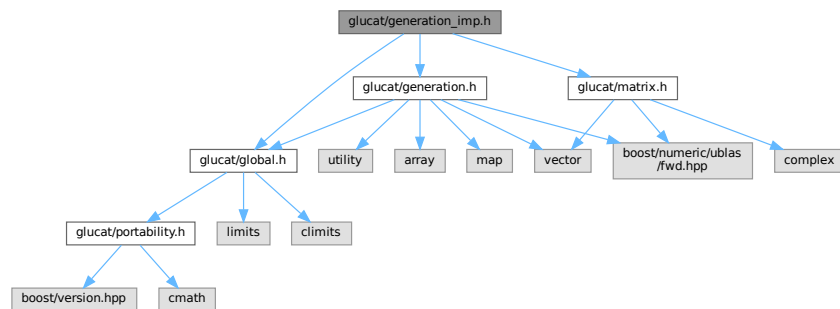 glucat/generation_imp.h
glucat/generation.h
glucat/matrix.h
glucat/global.h
utility
array
map
vector
boost/numeric/ublas
/fwd.hpp
complex
glucat/portability.h
limits
climits
boost/version.hpp
cmath